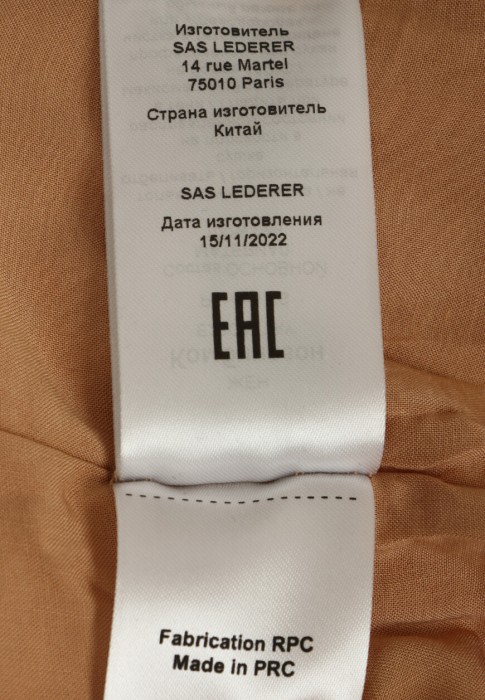 Изготовитель
SAS LEDERER
14 rue Martel
75010 Paris
Страна изготовитель
Китай
SAS LEDERER
Дата изготовления
15/11/2022
EAC
Fabrication RPC
Made in PRC